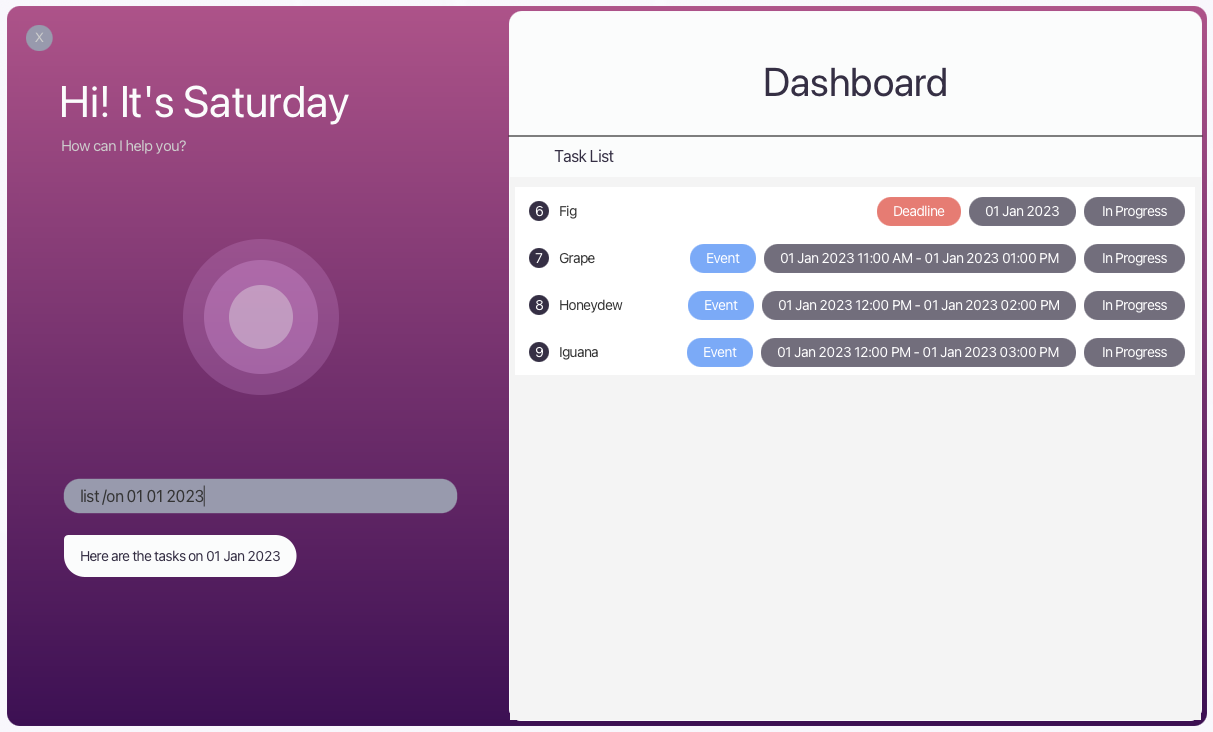 X
Hi! It's Saturday
How can I help you?
list /on 01 01 2023
Here are the tasks on 01 Jan 2023
Dashboard
Task List
6 Fig Deadline 01 Jan 2023 In Progress
7 Grape Event 01 Jan 2023 11:00 AM - 01 Jan 2023 01:00 PM In Progress
8 Honeydew Event 01 Jan 2023 12:00 PM - 01 Jan 2023 02:00 PM In Progress
9 Iguana Event 01 Jan 2023 12:00 PM - 01 Jan 2023 03:00 PM In Progress